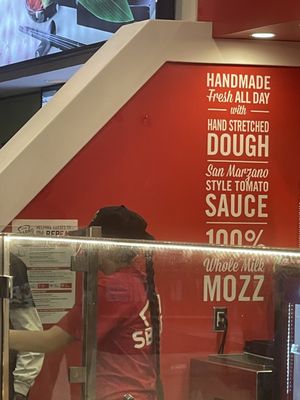 HANDMADE
Fresh ALL DAY
with
HAND STRETCHED
DOUGH
San Marzano
STYLE TOMATO
SAUCE
100%
Whole Milk
MOZZ